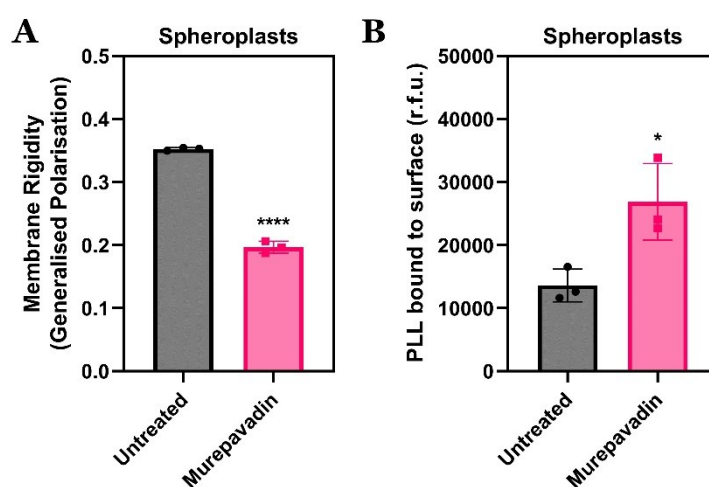 A
Spheroplasts
Membrane Rigidity
(Generalised Polarisation)
0.5
0.4
0.3
0.2
0.1
0.0
****
Untreated
Murepavadin
B
Spheroplasts
PLL bound to surface (r.f.u.)
50000
40000
30000
20000
10000
0
*
Untreated
Murepavadin